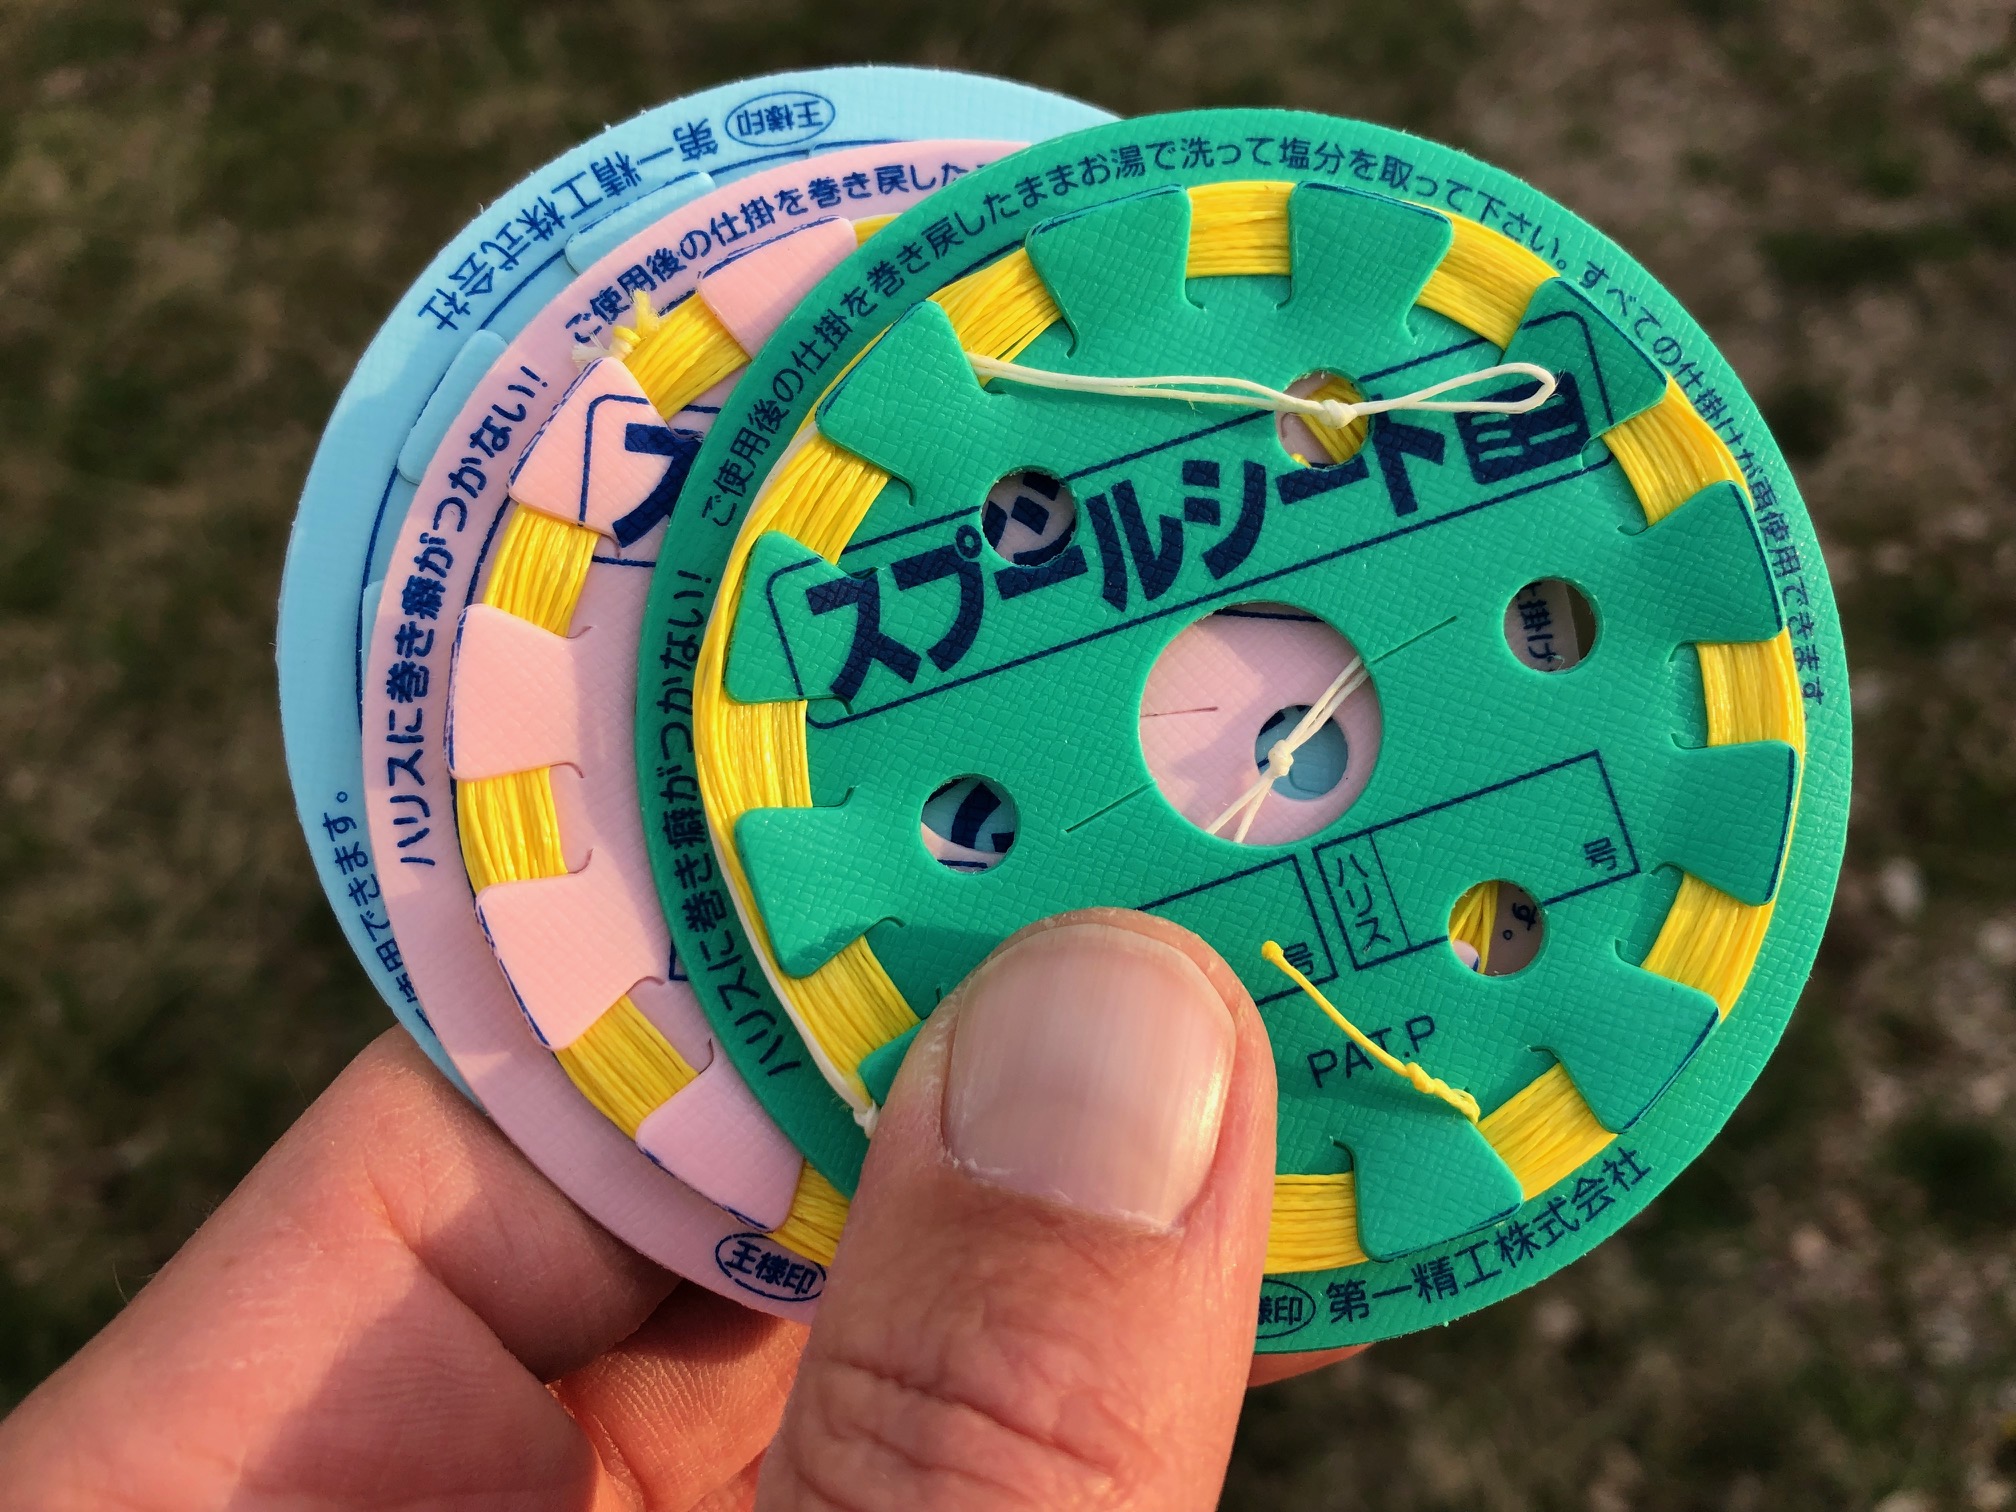 ご使用後の仕掛を巻き戻したままお湯で洗って塩分を取って下さい。すべての仕掛けが再使用できます。
ハリスに巻き癖がつかない!
スプールシート
ハリス 号
号
PAT.P
様印 第一精工株式会社
ご使用後の仕掛を巻き戻した
ハリスに巻き癖がつかない!
ス
王様印
王様印 第一精工株式会社
使用できます。
掛け
す。